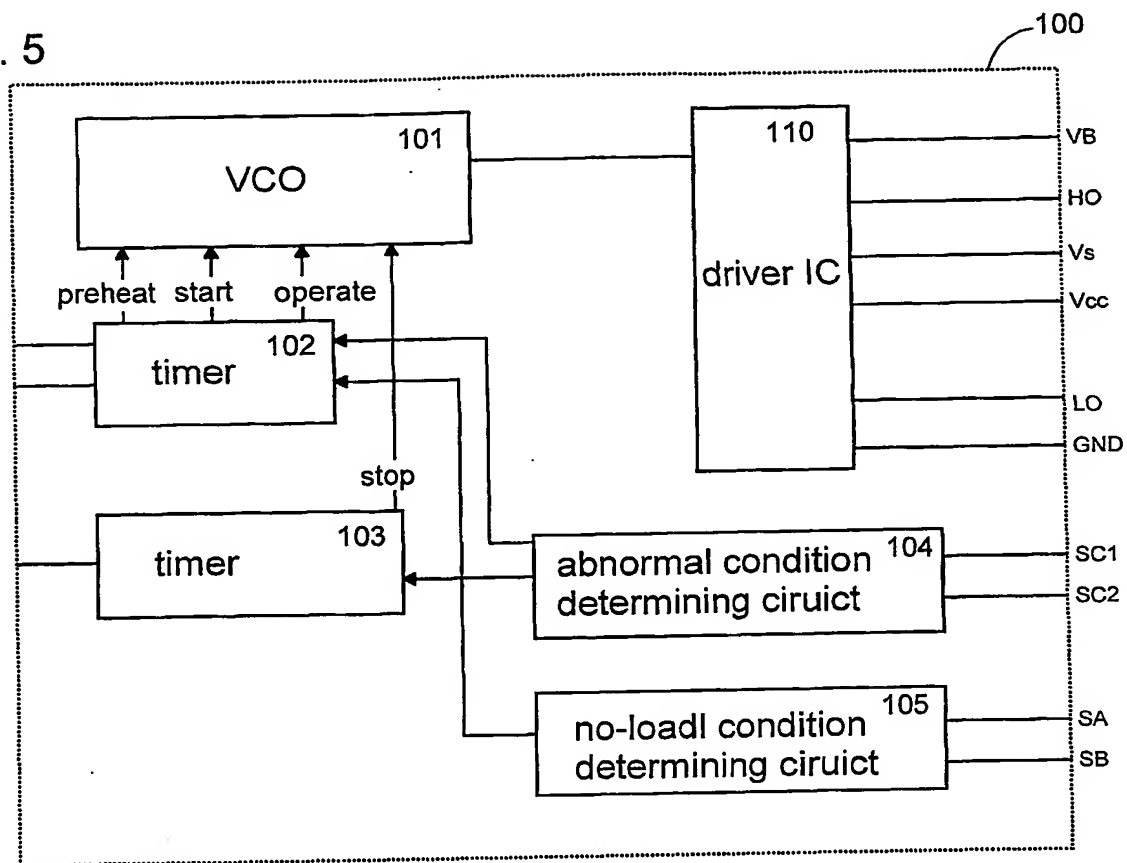 . 5
100
101
VCO
110
driver IC
VB
HO
Vs
Vcc
LO
GND
preheat start operate
102
timer
stop
103
timer
104
abnormal condition
determining ciruict
SC1
SC2
105
no-loadl condition
determining ciruict
SA
SB